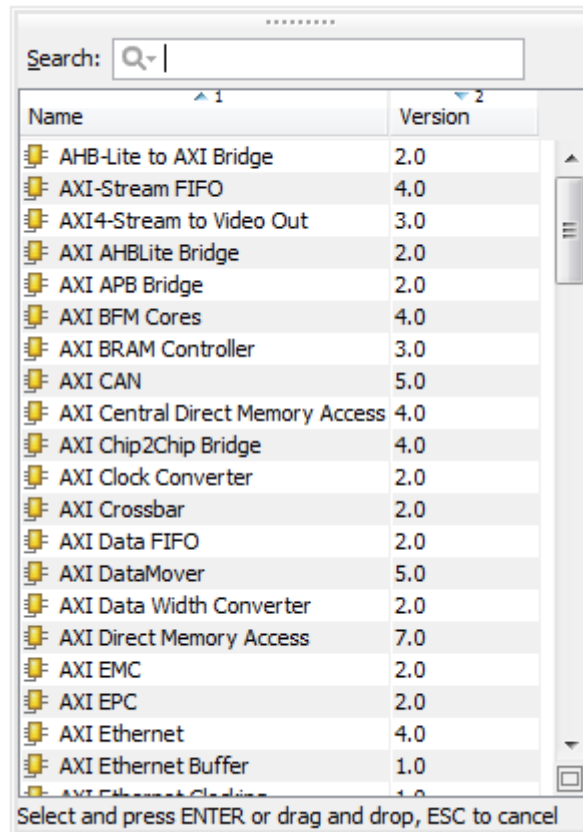 Search:
1 2
Name Version
AHB-Lite to AXI Bridge 2.0
AXI-Stream FIFO 4.0
AXI4-Stream to Video Out 3.0
AXI AHBLite Bridge 2.0
AXI APB Bridge 2.0
AXI BFM Cores 4.0
AXI BRAM Controller 3.0
AXI CAN 5.0
AXI Central Direct Memory Access 4.0
AXI Chip2Chip Bridge 4.0
AXI Clock Converter 2.0
AXI Crossbar 2.0
AXI Data FIFO 2.0
AXI DataMover 5.0
AXI Data Width Converter 2.0
AXI Direct Memory Access 7.0
AXI EMC 2.0
AXI EPC 2.0
AXI Ethernet 4.0
AXI Ethernet Buffer 1.0
AXI Ethernet Clocking 1.0
Select and press ENTER or drag and drop, ESC to cancel